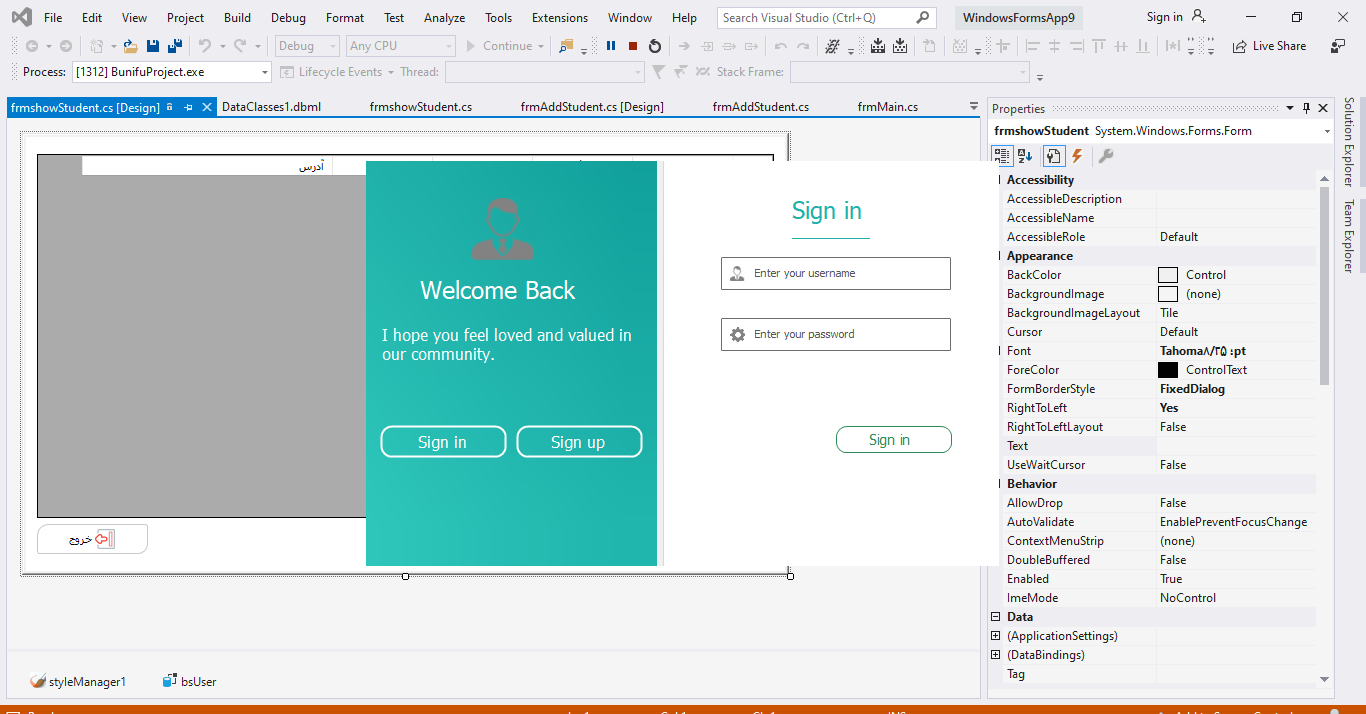 File Edit View Project Build Debug Format Test Analyze Tools Extensions Window Help Search Visual Studio (Ctrl+Q) WindowsFormsApp9 Sign in
Debug Any CPU Continue Live Share
Process: [1312] BunifuProject.exe Lifecycle Events Thread: Stack Frame:
frmshowStudent.cs [Design] DataClasses1.dbml frmshowStudent.cs frmAddStudent.cs [Design] frmAddStudent.cs frmMain.cs
آدرس
Welcome Back
I hope you feel loved and valued in
our community.
Sign in Sign up
Sign in
Enter your username
Enter your password
Sign in
خروج
styleManager1 bsUser
Properties
frmshowStudent System.Windows.Forms.Form
Accessibility
AccessibleDescription
AccessibleName
AccessibleRole Default
Appearance
BackColor Control
BackgroundImage (none)
BackgroundImageLayout Tile
Cursor Default
Font Tahoma۸/۲۵ ;pt
ForeColor ControlText
FormBorderStyle FixedDialog
RightToLeft Yes
RightToLeftLayout False
Text
UseWaitCursor False
Behavior
AllowDrop False
AutoValidate EnablePreventFocusChange
ContextMenuStrip (none)
DoubleBuffered False
Enabled True
ImeMode NoControl
Data
(ApplicationSettings)
(DataBindings)
Tag
Solution Explorer
Team Explorer